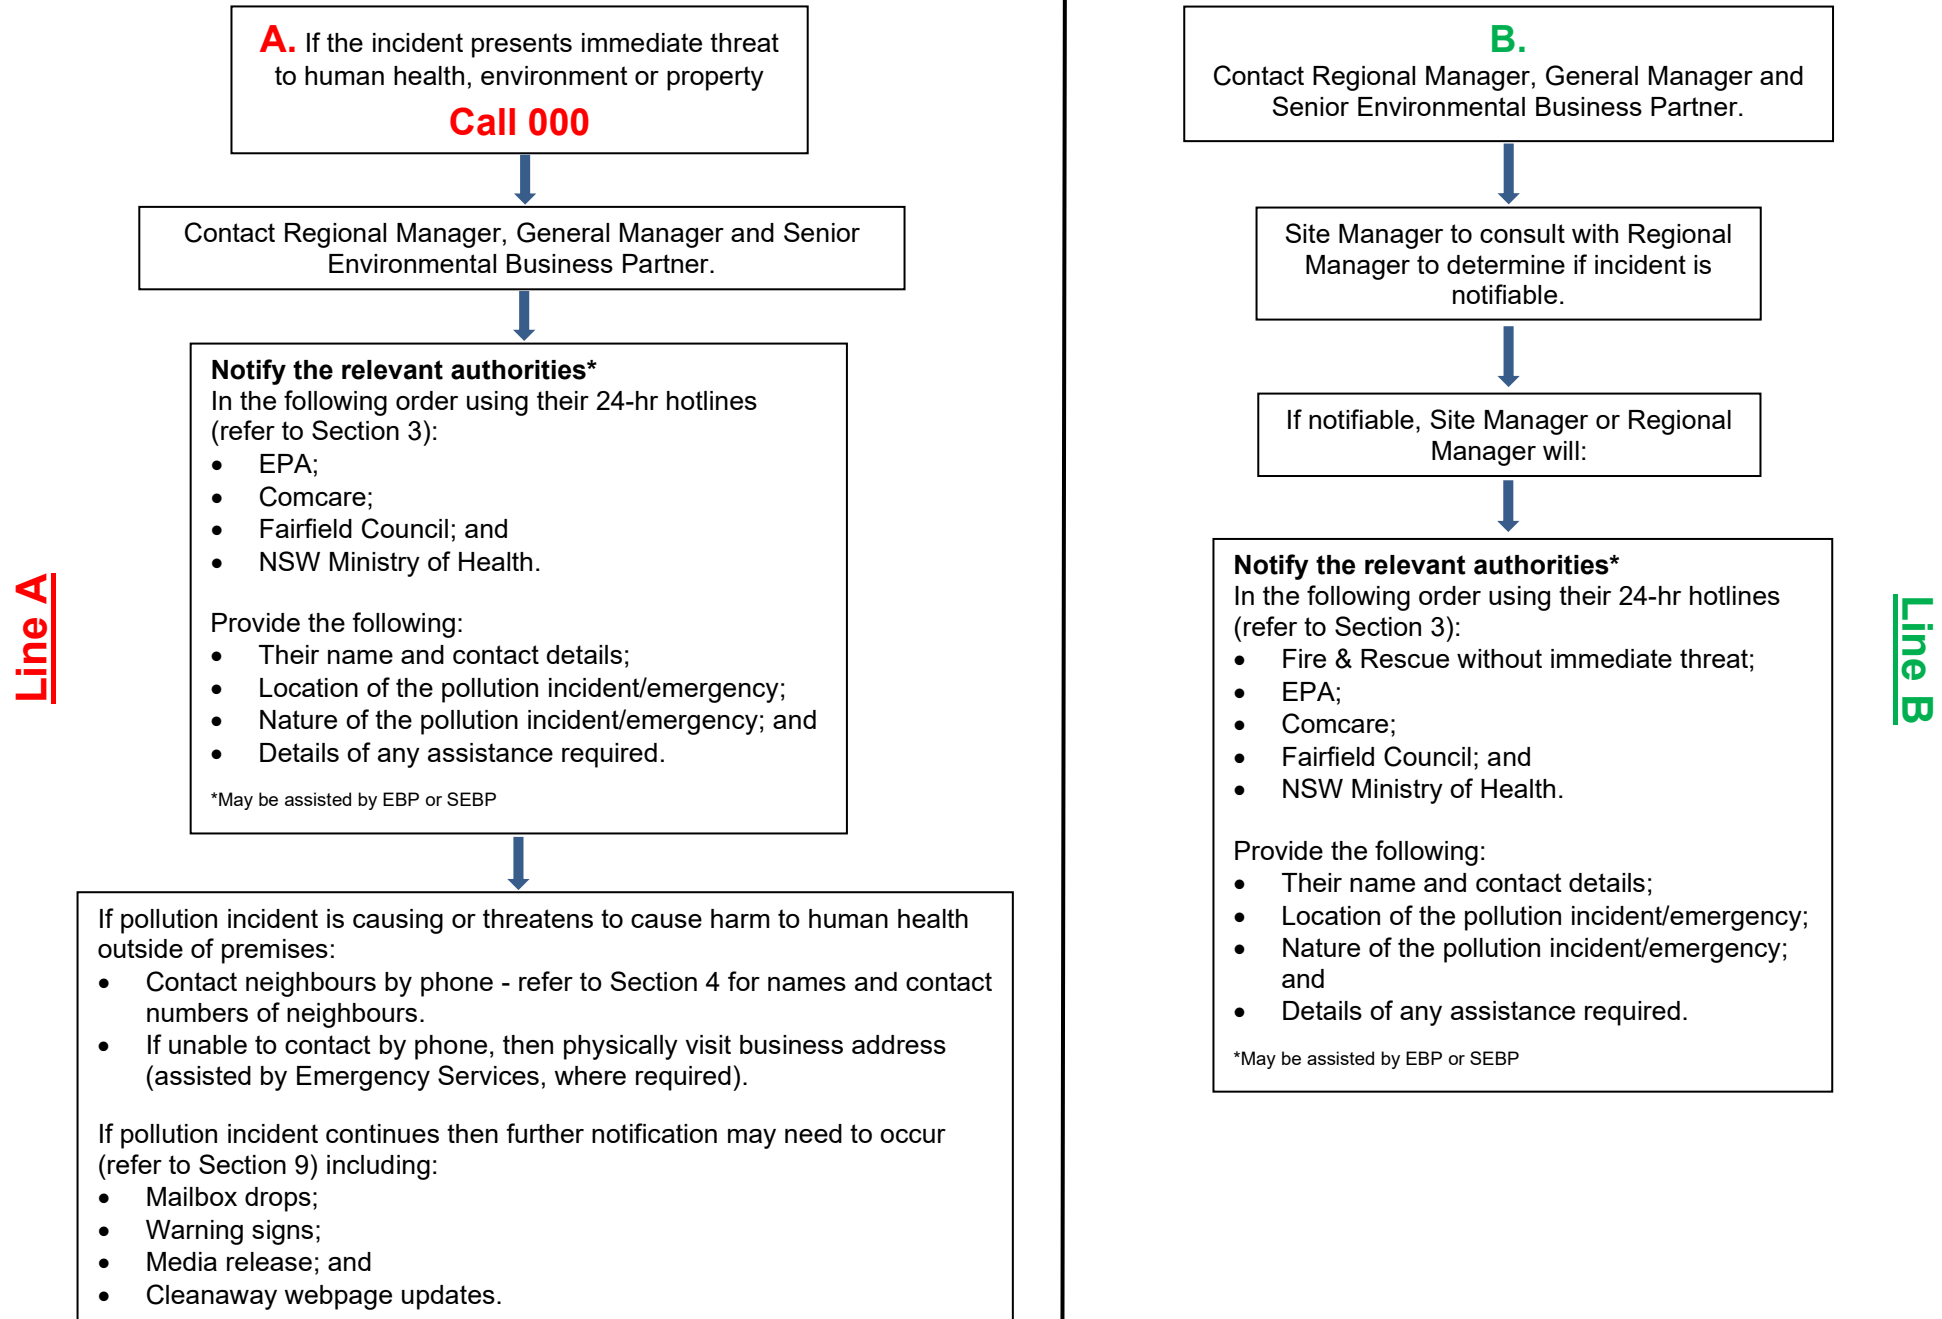 A. If the incident presents immediate threat
to human health, environment or property
Call 000
Contact Regional Manager, General Manager and Senior
Environmental Business Partner.
Notify the relevant authorities*
In the following order using their 24-hr hotlines
(refer to Section 3):
• EPA;
• Comcare;
• Fairfield Council; and
• NSW Ministry of Health.
Provide the following:
• Their name and contact details;
• Location of the pollution incident/emergency;
• Nature of the pollution incident/emergency; and
• Details of any assistance required.
*May be assisted by EBP or SEBP
If pollution incident is causing or threatens to cause harm to human health
outside of premises:
• Contact neighbours by phone - refer to Section 4 for names and contact
numbers of neighbours.
• If unable to contact by phone, then physically visit business address
(assisted by Emergency Services, where required).
If pollution incident continues then further notification may need to occur
(refer to Section 9) including:
• Mailbox drops;
• Warning signs;
• Media release; and
• Cleanaway webpage updates.
Line A
B.
Contact Regional Manager, General Manager and
Senior Environmental Business Partner.
Site Manager to consult with Regional
Manager to determine if incident is
notifiable.
If notifiable, Site Manager or Regional
Manager will:
Notify the relevant authorities*
In the following order using their 24-hr hotlines
(refer to Section 3):
• Fire & Rescue without immediate threat;
• EPA;
• Comcare;
• Fairfield Council; and
• NSW Ministry of Health.
Provide the following:
• Their name and contact details;
• Location of the pollution incident/emergency;
• Nature of the pollution incident/emergency;
and
• Details of any assistance required.
*May be assisted by EBP or SEBP
Line B